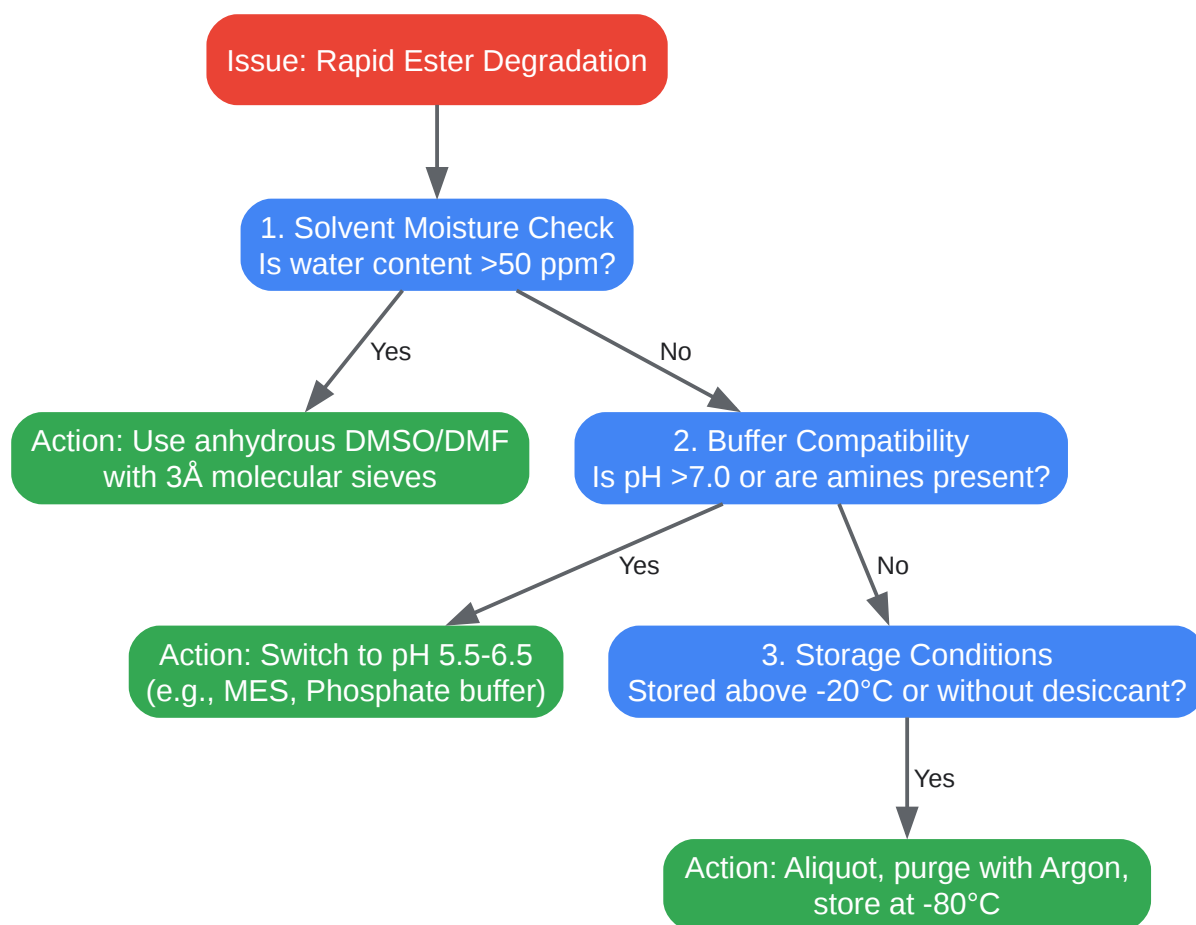 Issue: Rapid Ester Degradation
1. Solvent Moisture Check
Is water content >50 ppm?
Yes
No
Action: Use anhydrous DMSO/DMF
with 3Å molecular sieves
2. Buffer Compatibility
Is pH >7.0 or are amines present?
Yes
No
Action: Switch to pH 5.5-6.5
(e.g., MES, Phosphate buffer)
3. Storage Conditions
Stored above -20°C or without desiccant?
Yes
Action: Aliquot, purge with Argon,
store at -80°C